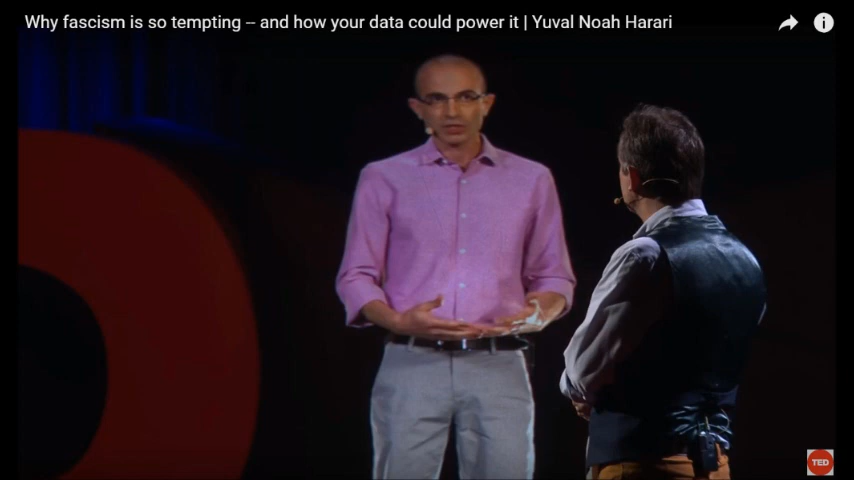 Why fascism is so tempting -- and how your data could power it | Yuval Noah Harari
TED